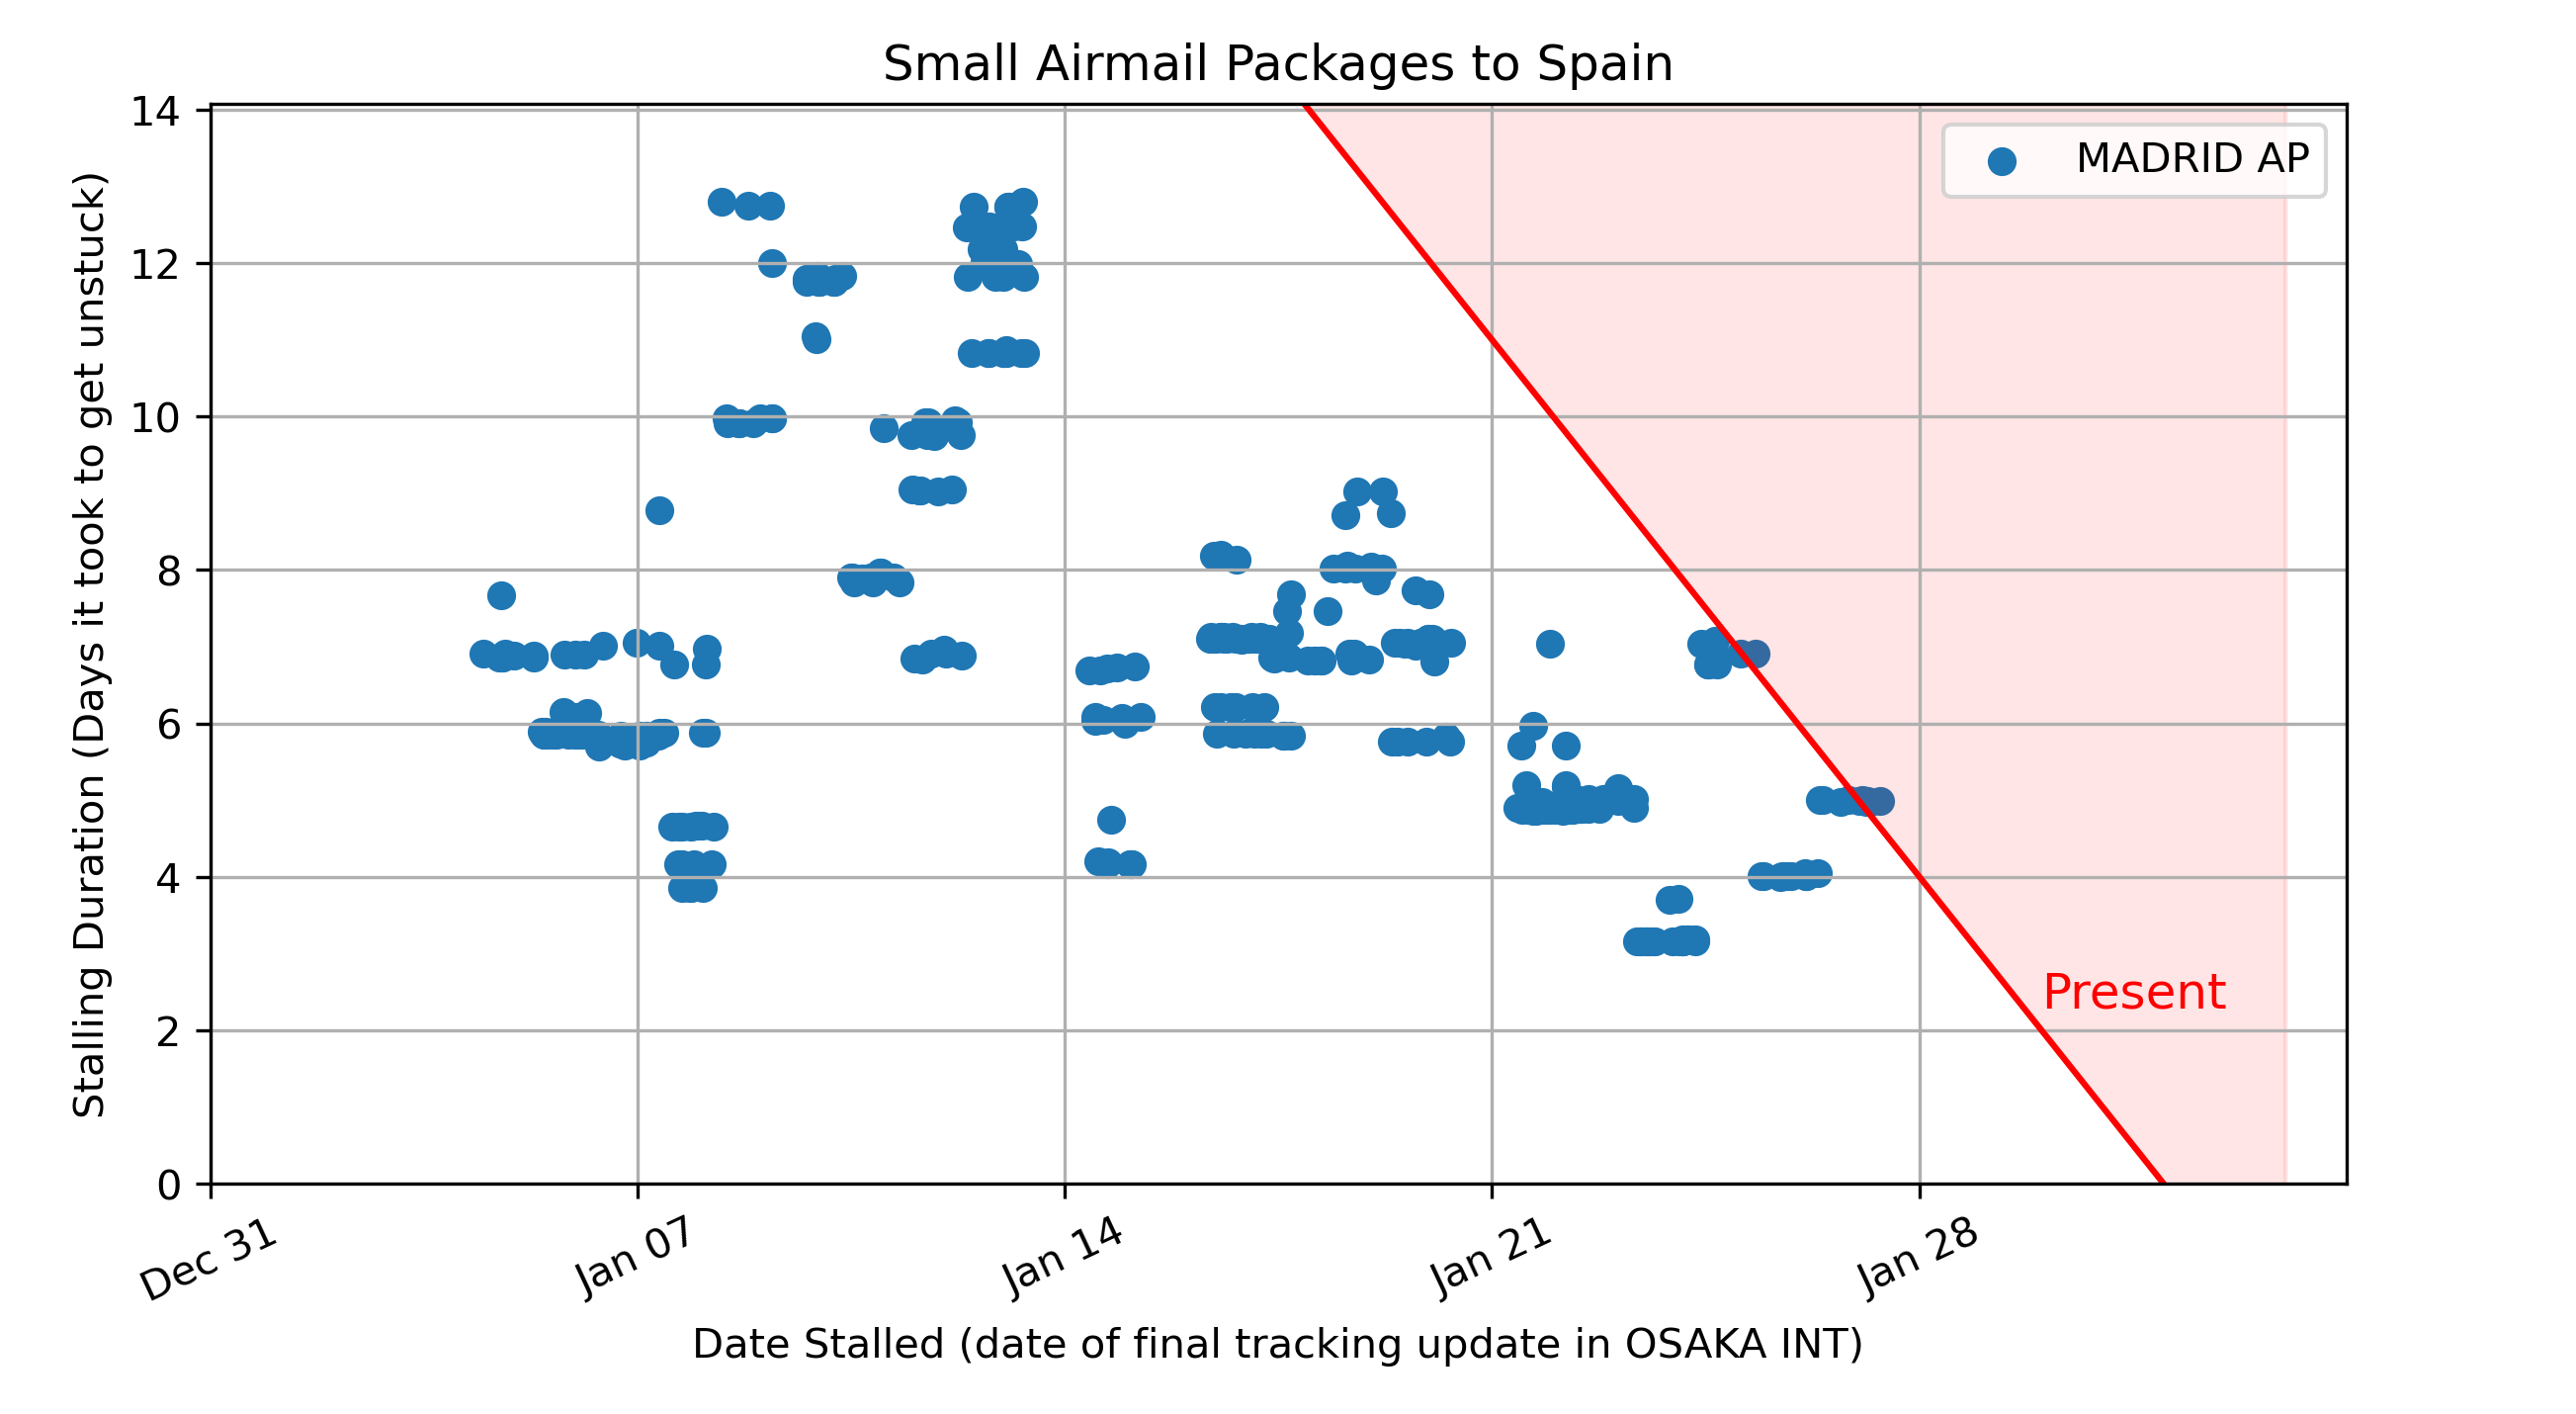 Small Airmail Packages to Spain
MADRID AP
Stalling Duration (Days it took to get unstuck)
14
12
10
8
6
4
2
0
Present
Dec 31
Jan 07
Jan 14
Jan 21
Jan 28
Date Stalled (date of final tracking update in OSAKA INT)